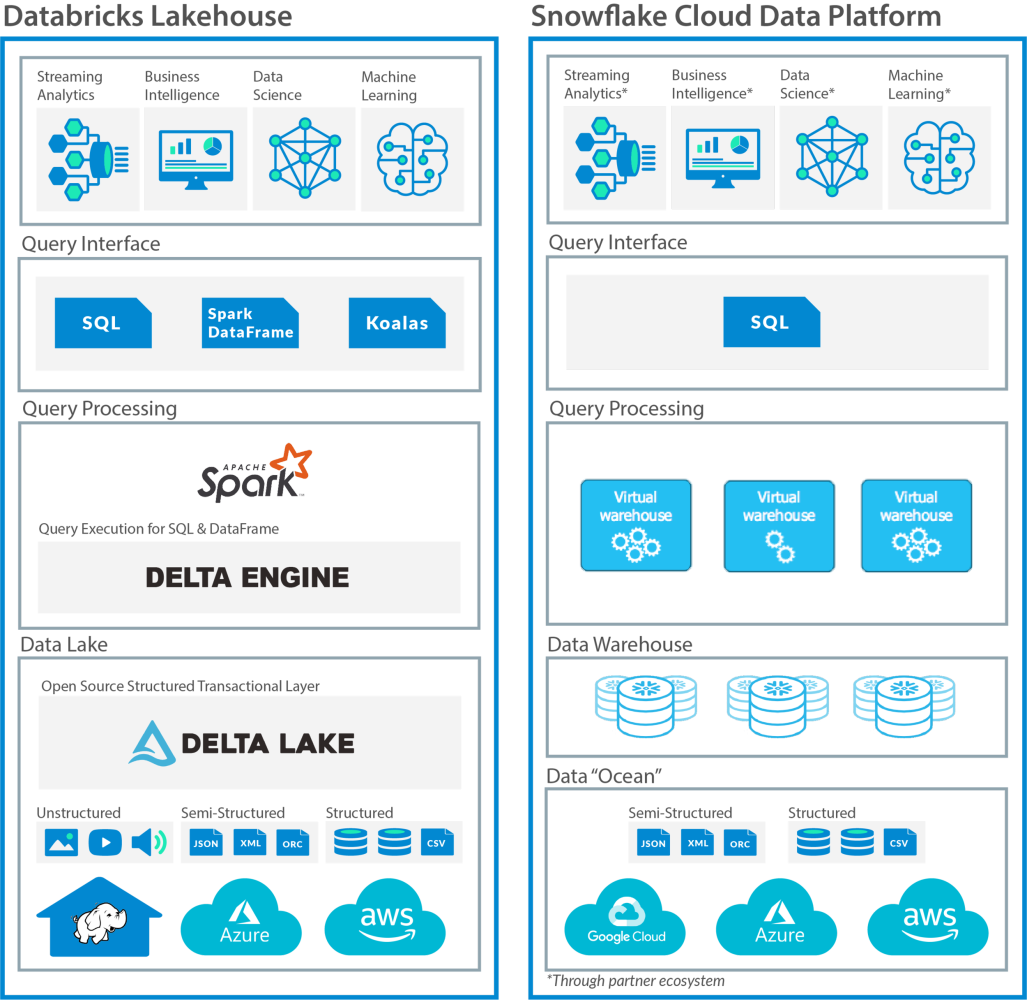 Databricks Lakehouse
Streaming
Analytics
Business
Intelligence
Data
Science
Machine
Learning
Query Interface
SQL
Spark
DataFrame
Koalas
Query Processing
APACHE
Spark
Query Execution for SQL & DataFrame
DELTA ENGINE
Data Lake
Open Source Structured Transactional Layer
DELTA LAKE
Unstructured
Semi-Structured
Structured
JSON
XML
ORC
CSV
Azure
aws
Snowflake Cloud Data Platform
Streaming
Analytics*
Business
Intelligence*
Data
Science*
Machine
Learning*
Query Interface
SQL
Query Processing
Virtual
warehouse
Virtual
warehouse
Virtual
warehouse
Data Warehouse
Data “Ocean”
Semi-Structured
Structured
JSON
XML
ORC
CSV
Google Cloud
Azure
aws
*Through partner ecosystem